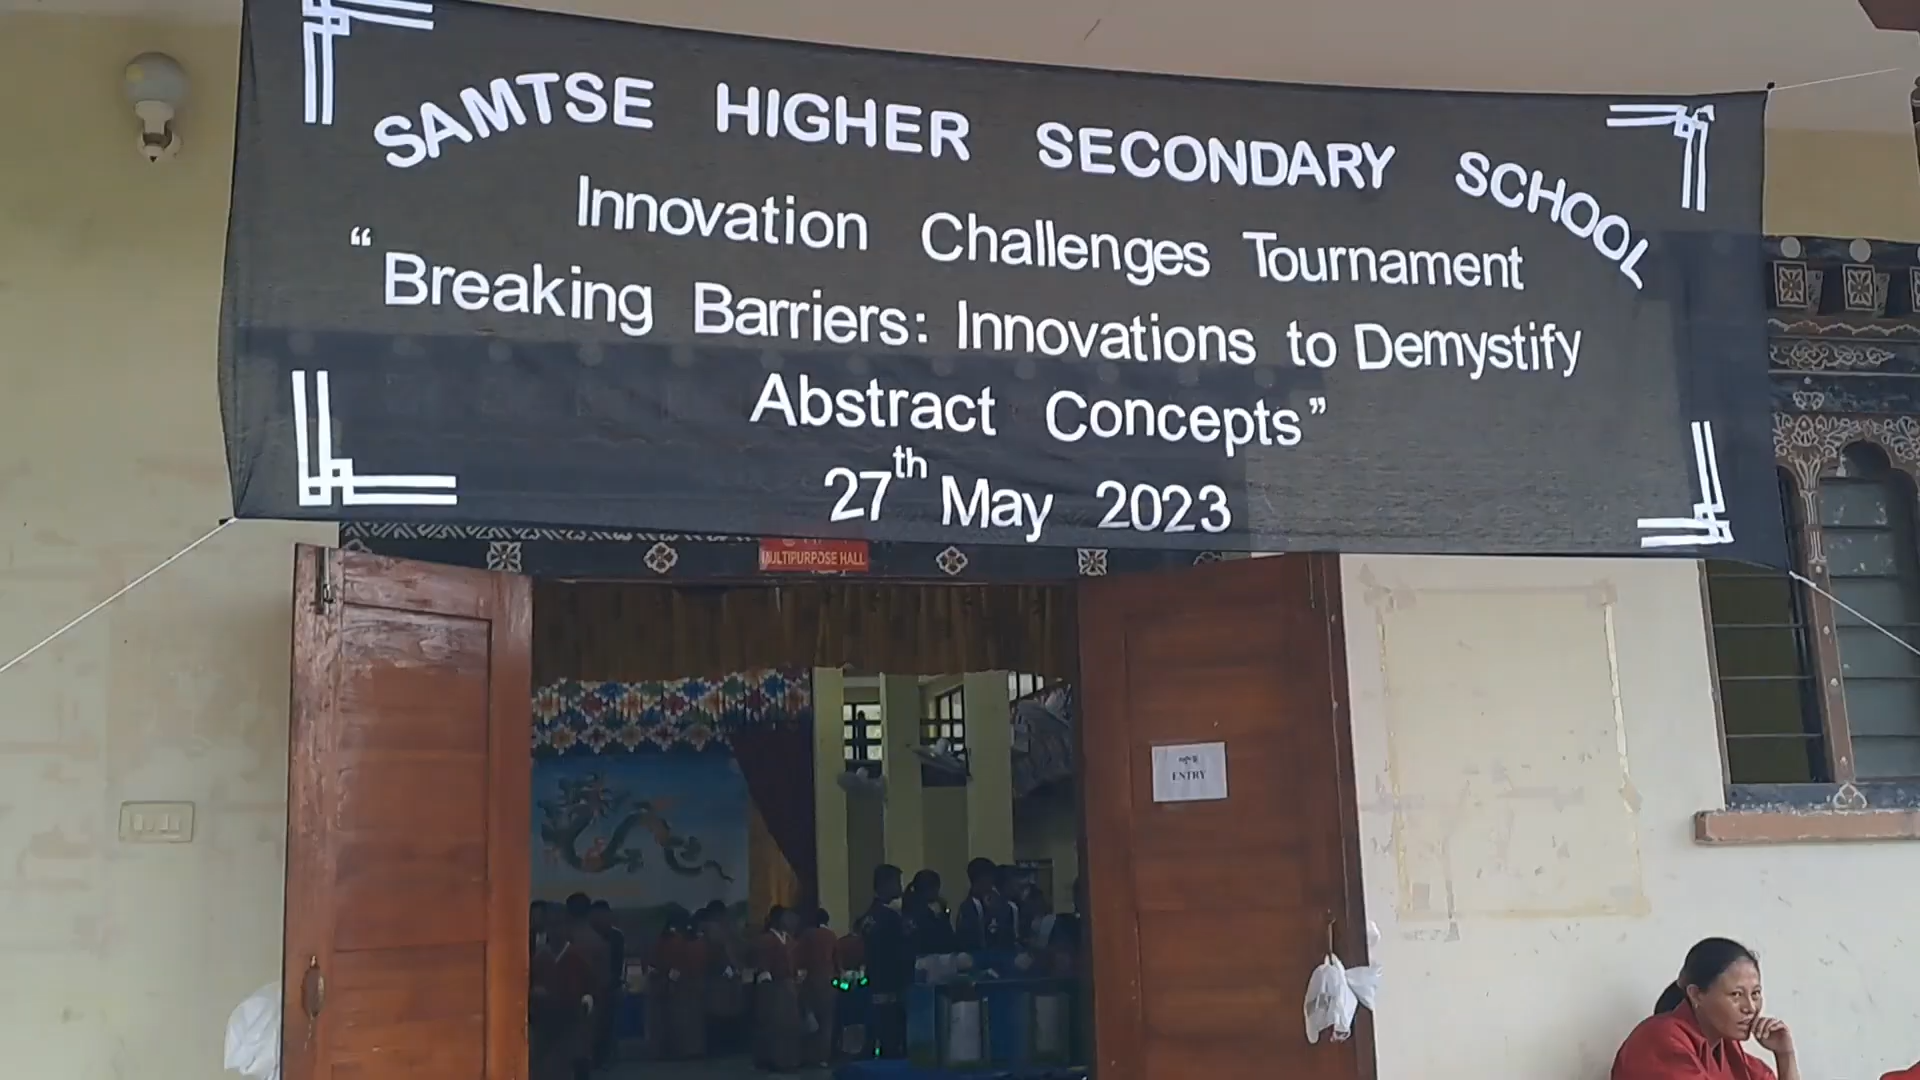 SAMTSE HIGHER SECONDARY SCHOOL
Innovation Challenges Tournament
“Breaking Barriers: Innovations to Demystify
Abstract Concepts”
27th May 2023
MULTIPURPOSE HALL
ENTRY